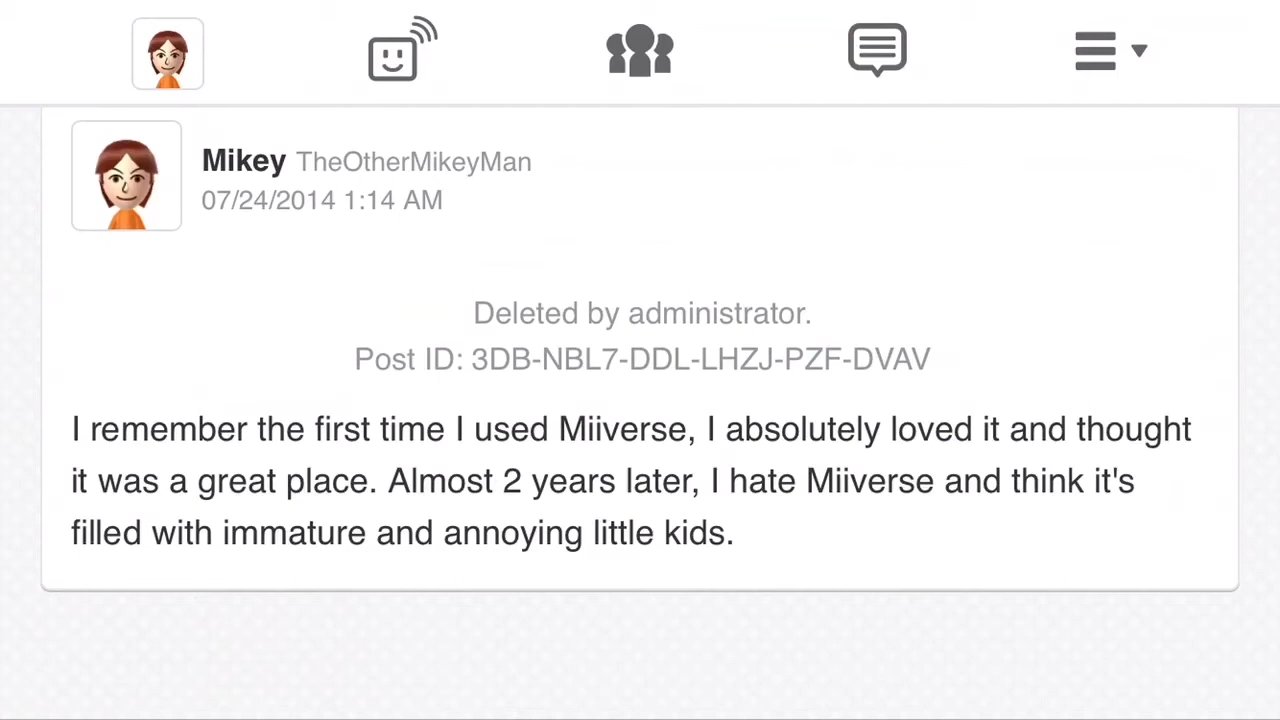 Mikey TheOtherMikeyMan
07/24/2014 1:14 AM
Deleted by administrator.
Post ID: 3DB-NBL7-DDL-LHZJ-PZF-DVAV
I remember the first time I used Miiverse, I absolutely loved it and thought
it was a great place. Almost 2 years later, I hate Miiverse and think it's
filled with immature and annoying little kids.